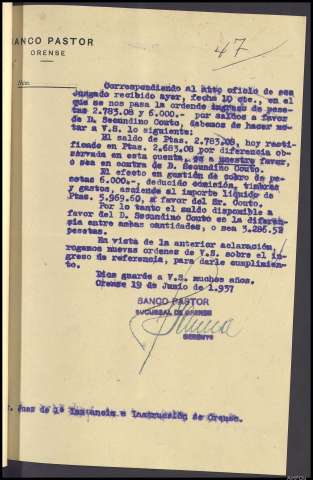 47
BANCO PASTOR
ORENSE
Núm.
Correspondiendo al atto oficio de ese
Juzgado recibido ayer, fecha 10 cte., en el
que se nos pasa la ordende ingreso de pese-
tas 2.783.08 y 6.000.- por saldos a favor
de D. Secundino Couto, debemos de hacer no-
tar a V.S. lo siguiente:
El saldo de Ptas. 2.783,08, hoy recti-
ficado en Ptas. 2.683,08 por diferencia ob-
servada en esta cuenta, es a nuestro favor,
o sea en contra de D. Secundino Couto.
El efecto en gestión de cobro de pe-
setas 6.000.-, deducido comisión, timbres
y gastos, asciende al importe líquido de
Ptas. 5.969.60, a favor del Sr. Couto.
Por lo tanto el saldo disponible a
favor del D. Secundino Couto es la diferen-
cia entre ambas cantidades, o sea 3.286.52
pesetas.
En vista de la anterior aclaración,
rogamos nuevas ordenes de V.S. sobre el in-
greso de referencia, para darle cumplimien-
to.
Dios guarde a V.S. muchos años.
Orense 19 de Junio de 1.937
BANCO PASTOR
SUCURSAL DE ORENSE
GERENTE
r. Juez de 1ª Instancia e Instrucción de Orense.